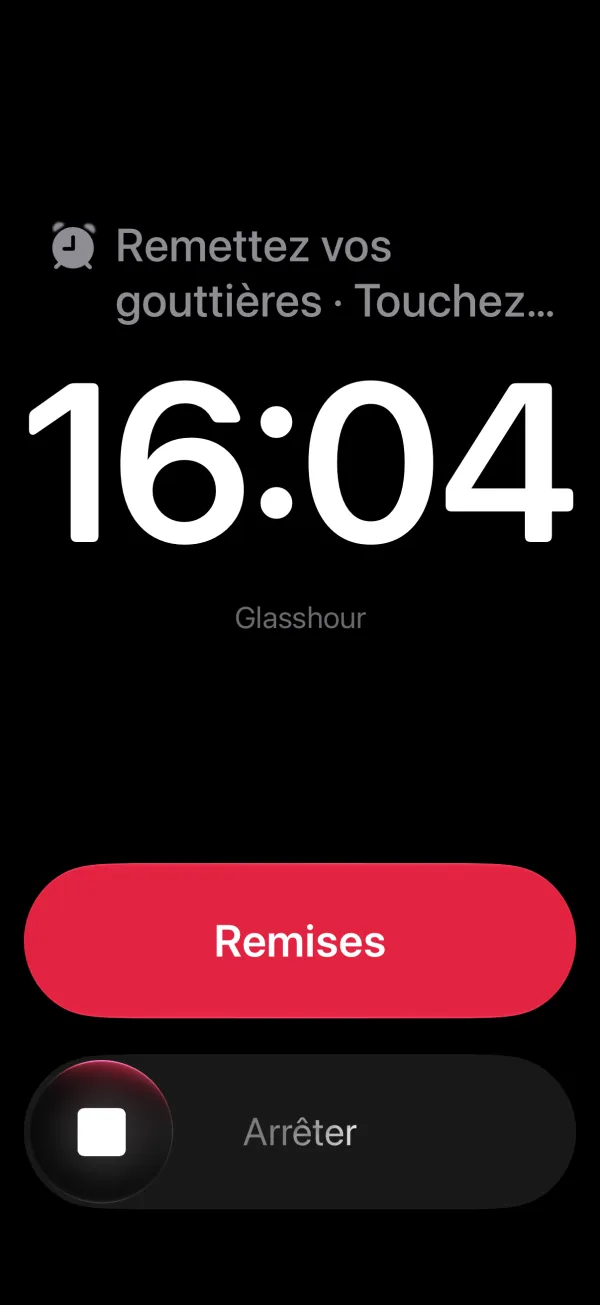 Remettez vos
gouttières · Touchez...
16:04
Glasshour
Remises
Arrêter